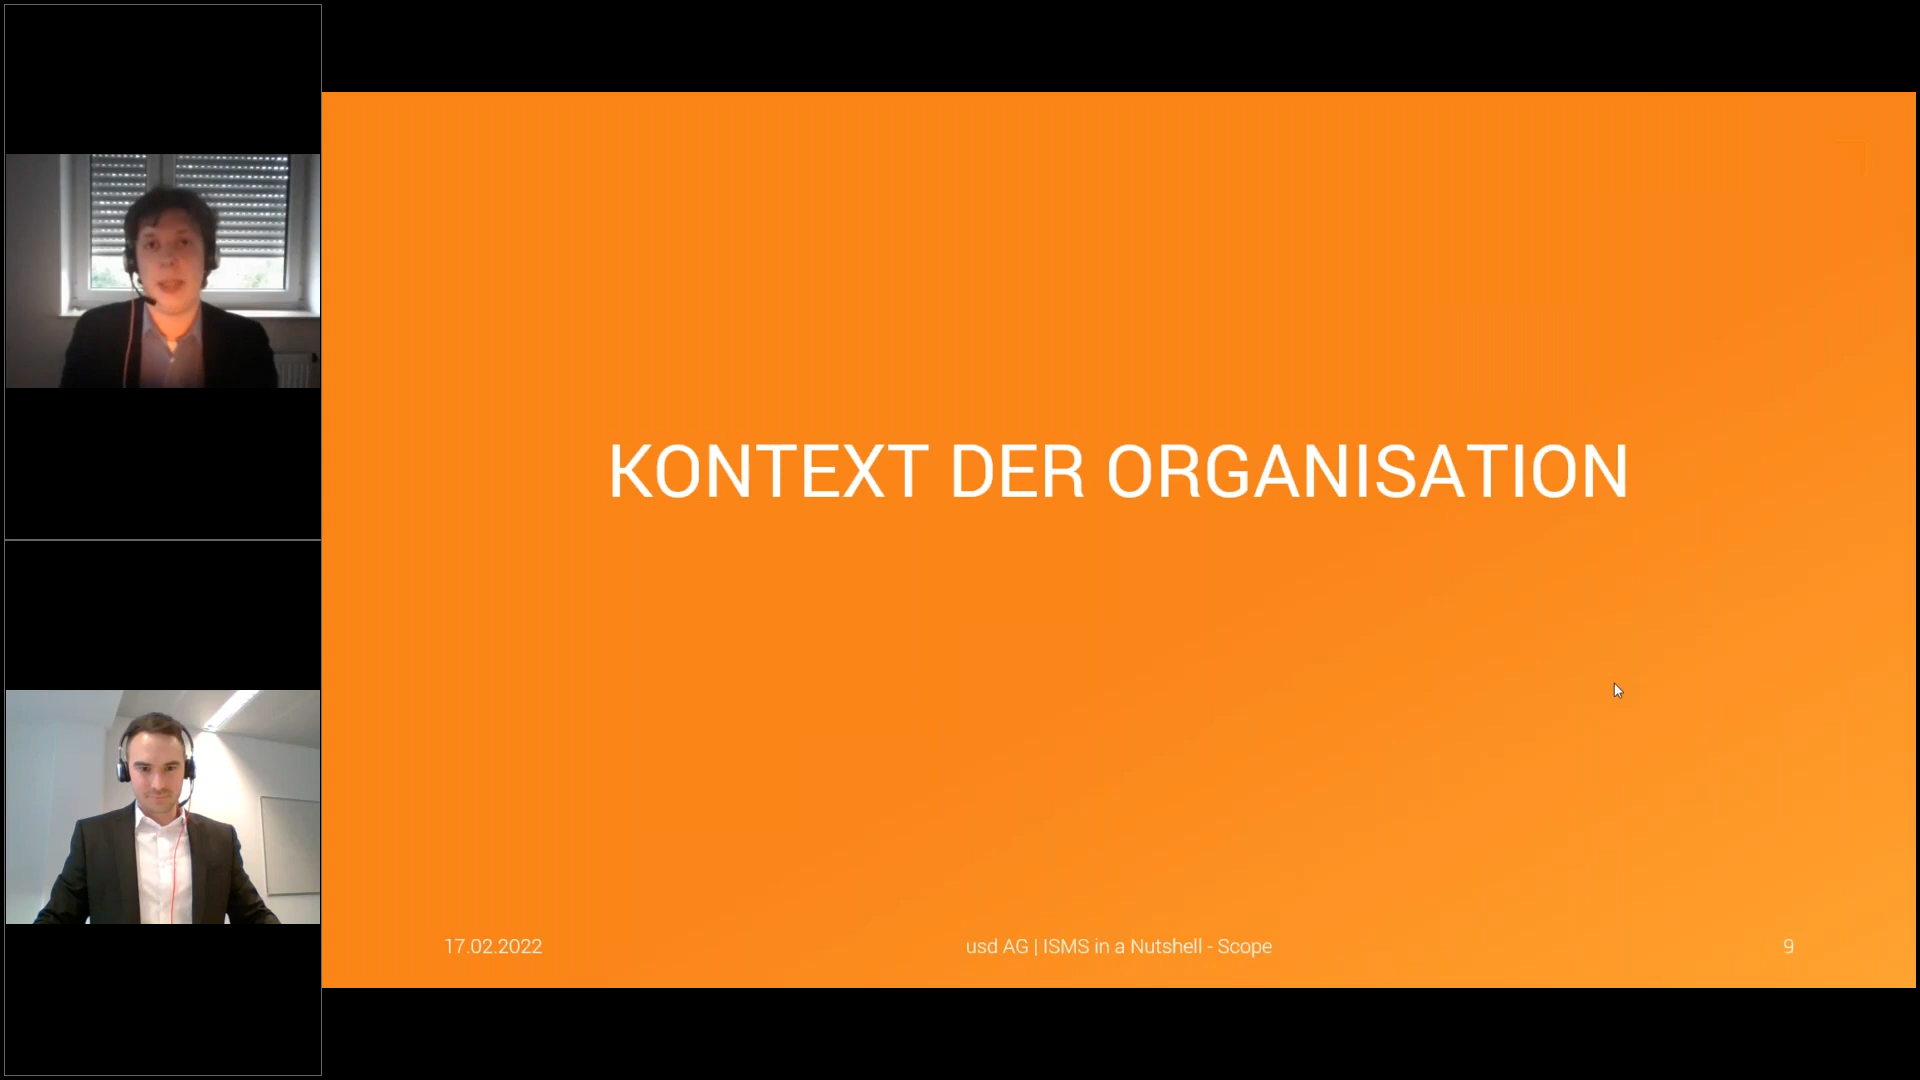 KONTEXT DER ORGANISATION
17.02.2022
usd AG | ISMS in a Nutshell - Scope
9